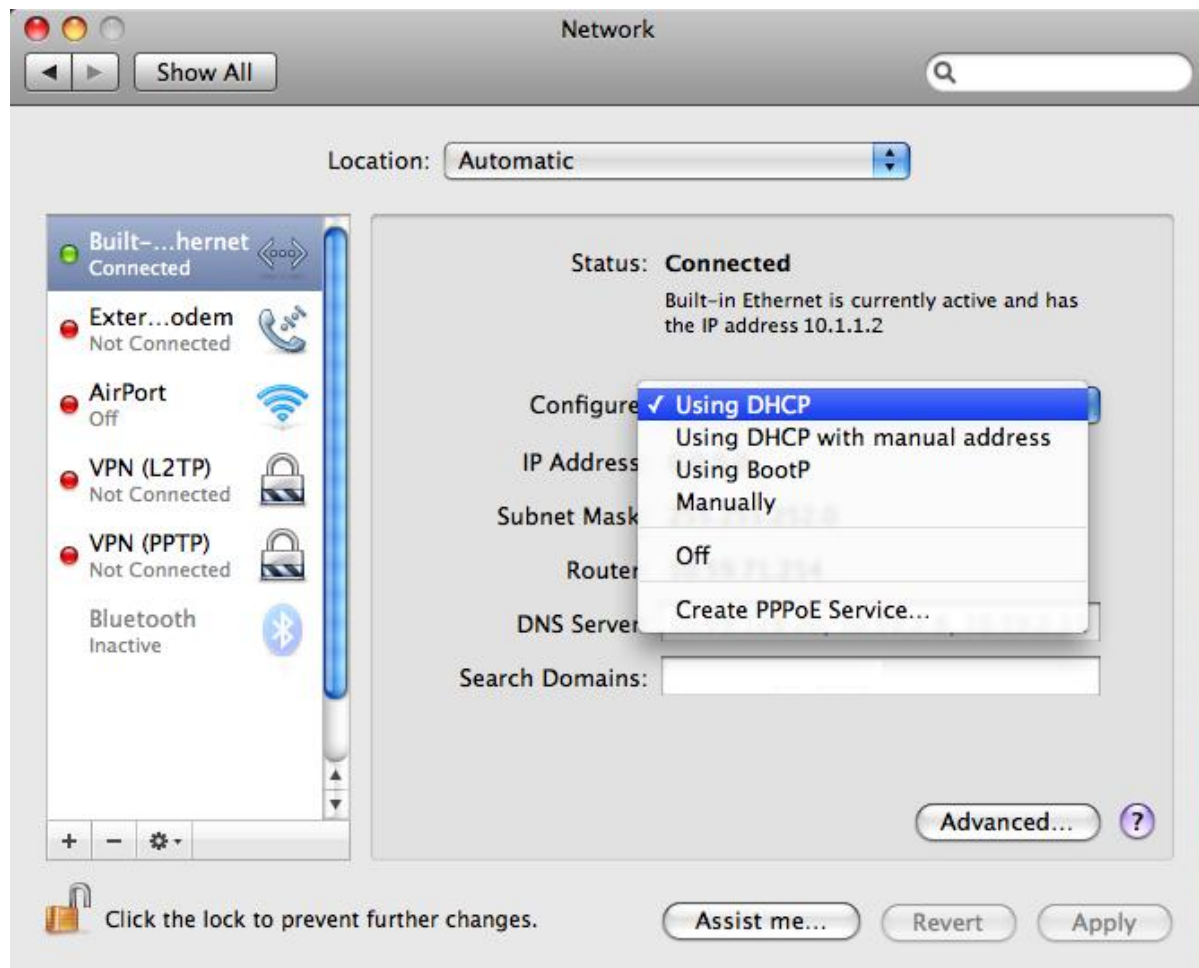 Network
Show All
Location: Automatic
Built-...hernet
Connected
Exter...odem
Not Connected
AirPort
Off
VPN (L2TP)
Not Connected
VPN (PPTP)
Not Connected
Bluetooth
Inactive
Status: Connected
Built-in Ethernet is currently active and has
the IP address 10.1.1.2
Configure ✓ Using DHCP
Using DHCP with manual address
IP Address
Using BootP
Manually
Subnet Mask
Off
Router
Create PPPoE Service...
DNS Server
Search Domains:
Advanced... ?
Click the lock to prevent further changes.
Assist me... Revert Apply